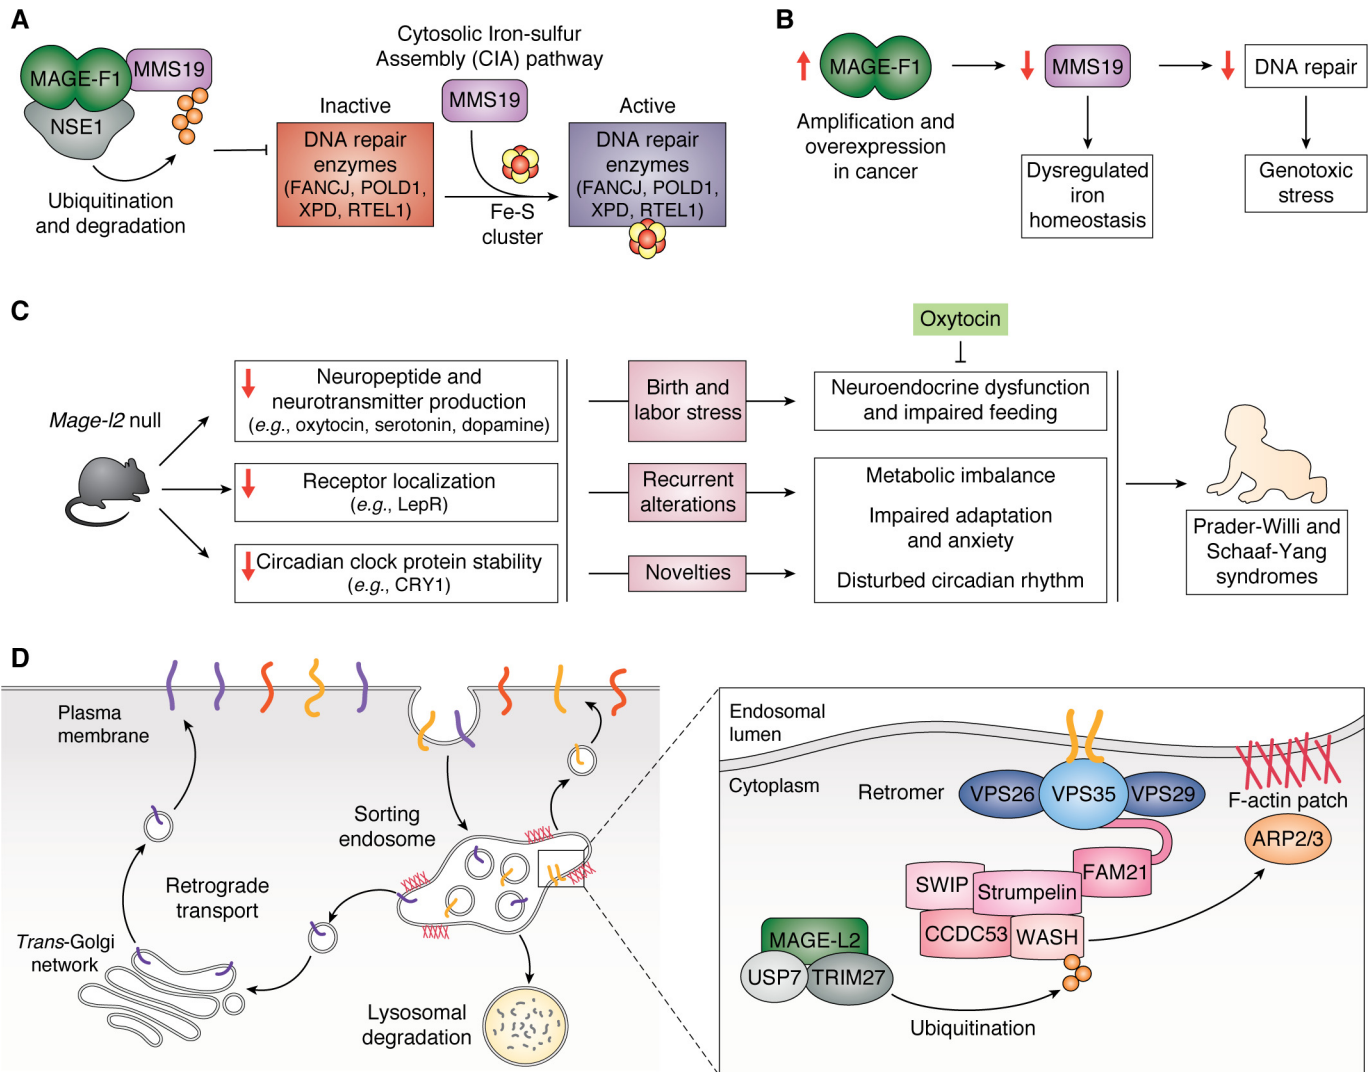 A
MAGE-F1
MMS19
NSE1
Ubiquitination
and degradation
Cytosolic Iron-sulfur
Assembly (CIA) pathway
Inactive
MMS19
Active
DNA repair
enzymes
(FANCJ, POLD1,
XPD, RTEL1)
Fe-S
cluster
DNA repair
enzymes
(FANCJ, POLD1,
XPD, RTEL1)
B
MAGE-F1
MMS19
DNA repair
Amplification and
overexpression
in cancer
Dysregulated
iron
homeostasis
Genotoxic
stress
C
Mage-l2 null
Neuropeptide and
neurotransmitter production
(e.g., oxytocin, serotonin, dopamine)
Receptor localization
(e.g., LepR)
Circadian clock protein stability
(e.g., CRY1)
Birth and
labor stress
Recurrent
alterations
Novelties
Oxytocin
Neuroendocrine dysfunction
and impaired feeding
Metabolic imbalance
Impaired adaptation
and anxiety
Disturbed circadian rhythm
Prader-Willi and
Schaaf-Yang
syndromes
D
Plasma
membrane
Sorting
endosome
Retrograde
transport
Trans-Golgi
network
Lysosomal
degradation
Endosomal
lumen
Cytoplasm
Retromer
VPS26
VPS35
VPS29
F-actin patch
ARP2/3
FAM21
SWIP
Strumpelin
CCDC53
WASH
MAGE-L2
USP7
TRIM27
Ubiquitination